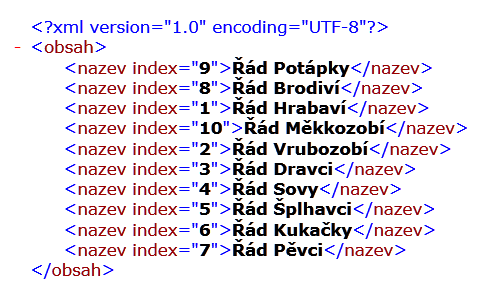 <?xml version="1.0" encoding="UTF-8"?>
- <obsah>
<nazev index="9">Řád Potápky</nazev>
<nazev index="8">Řád Brodiví</nazev>
<nazev index="1">Řád Hrabaví</nazev>
<nazev index="10">Řád Měkkozobí</nazev>
<nazev index="2">Řád Vrubozobí</nazev>
<nazev index="3">Řád Dravci</nazev>
<nazev index="4">Řád Sovy</nazev>
<nazev index="5">Řád Šplhavci</nazev>
<nazev index="6">Řád Kukačky</nazev>
<nazev index="7">Řád Pěvci</nazev>
</obsah>